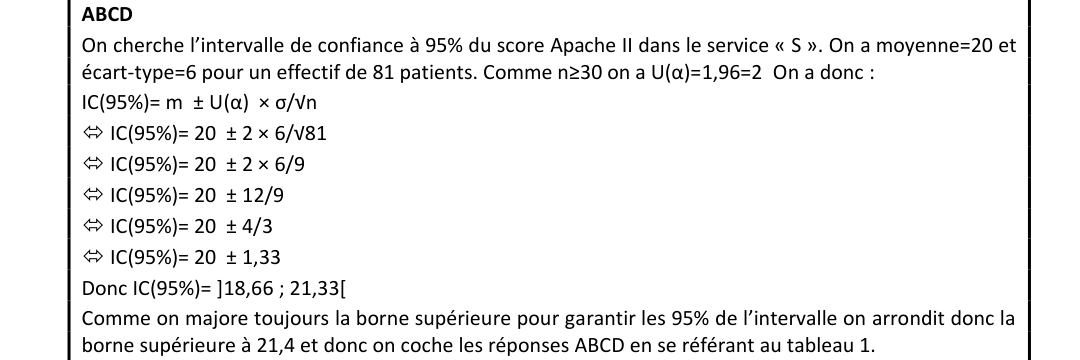 ABCD
On cherche l'intervalle de confiance à 95% du score Apache II dans le service « S ». On a moyenne=20 et
écart-type=6 pour un effectif de 81 patients. Comme n≥30 on a U(α)=1,96=2 On a donc :
IC(95%)= m ± U(α) × σ/√n
⇔ IC(95%)= 20 ± 2 × 6/√81
⇔ IC(95%)= 20 ± 2 × 6/9
⇔ IC(95%)= 20 ± 12/9
⇔ IC(95%)= 20 ± 4/3
⇔ IC(95%)= 20 ± 1,33
Donc IC(95%)= ]18,66 ; 21,33[
Comme on majore toujours la borne supérieure pour garantir les 95% de l'intervalle on arrondit donc la
borne supérieure à 21,4 et donc on coche les réponses ABCD en se référant au tableau 1.